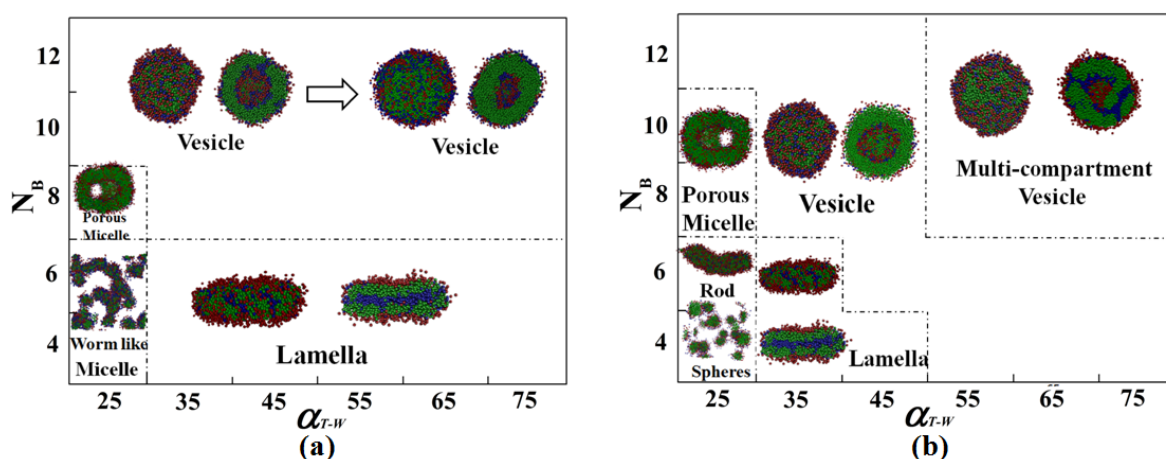 12
10
8
6
4
N_B
Vesicle
Vesicle
Porous
Micelle
Worm like
Micelle
Lamella
25 35 45 55 65 75
α_T-W
(a)
12
10
8
6
4
N_B
Porous
Micelle
Vesicle
Multi-compartment
Vesicle
Rod
Spheres
Lamella
25 35 45 55 65 75
α_T-W
(b)